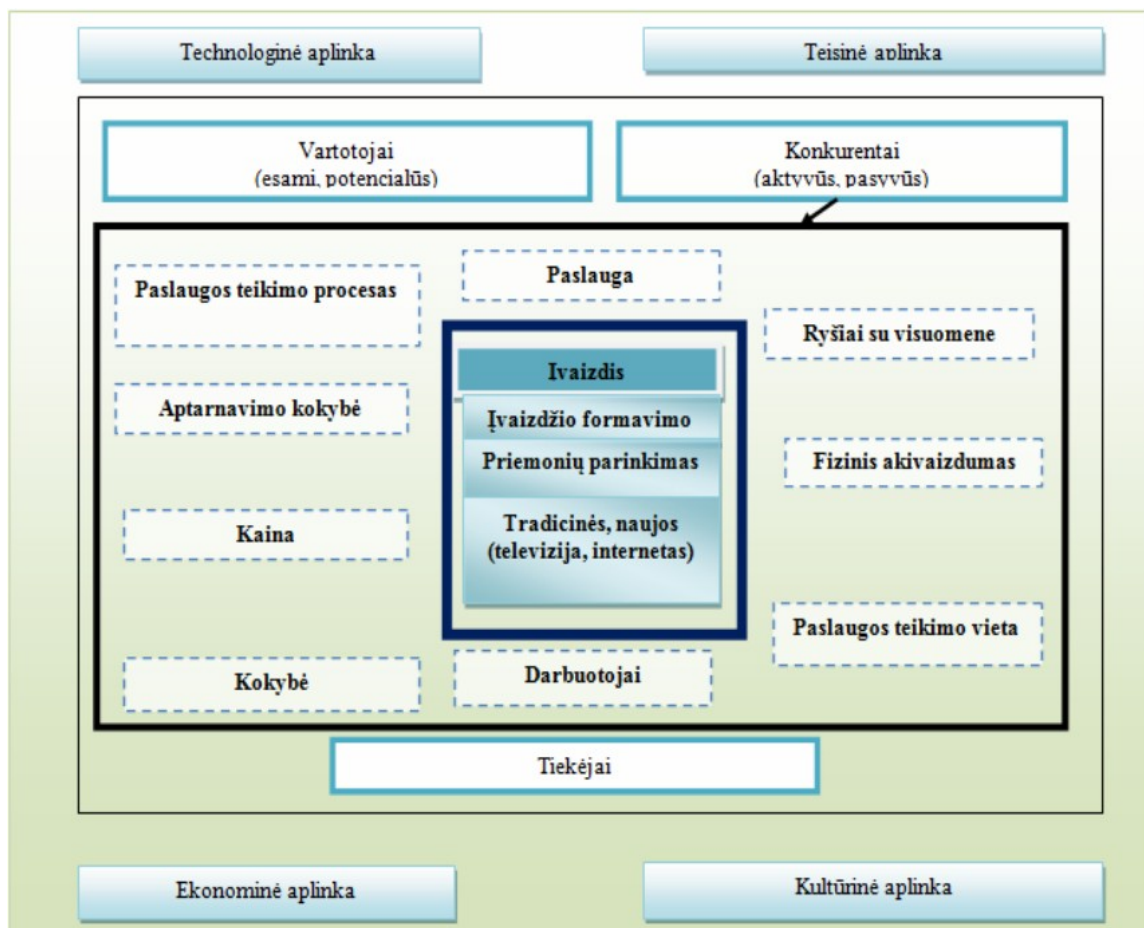 Technologinė aplinka
Teisinė aplinka
Vartotojai
(esami, potencialūs)
Konkurentai
(aktyvūs, pasyvūs)
Paslaugos teikimo procesas
Paslauga
Ryšiai su visuomene
Įvaizdis
Įvaizdžio formavimo
Aptarnavimo kokybė
Priemonių parinkimas
Fizinis akivaizdumas
Kaina
Tradicinės, naujos
(televizija, internetas)
Paslaugos teikimo vieta
Kokybė
Darbuotojai
Tiekėjai
Ekonominė aplinka
Kultūrinė aplinka